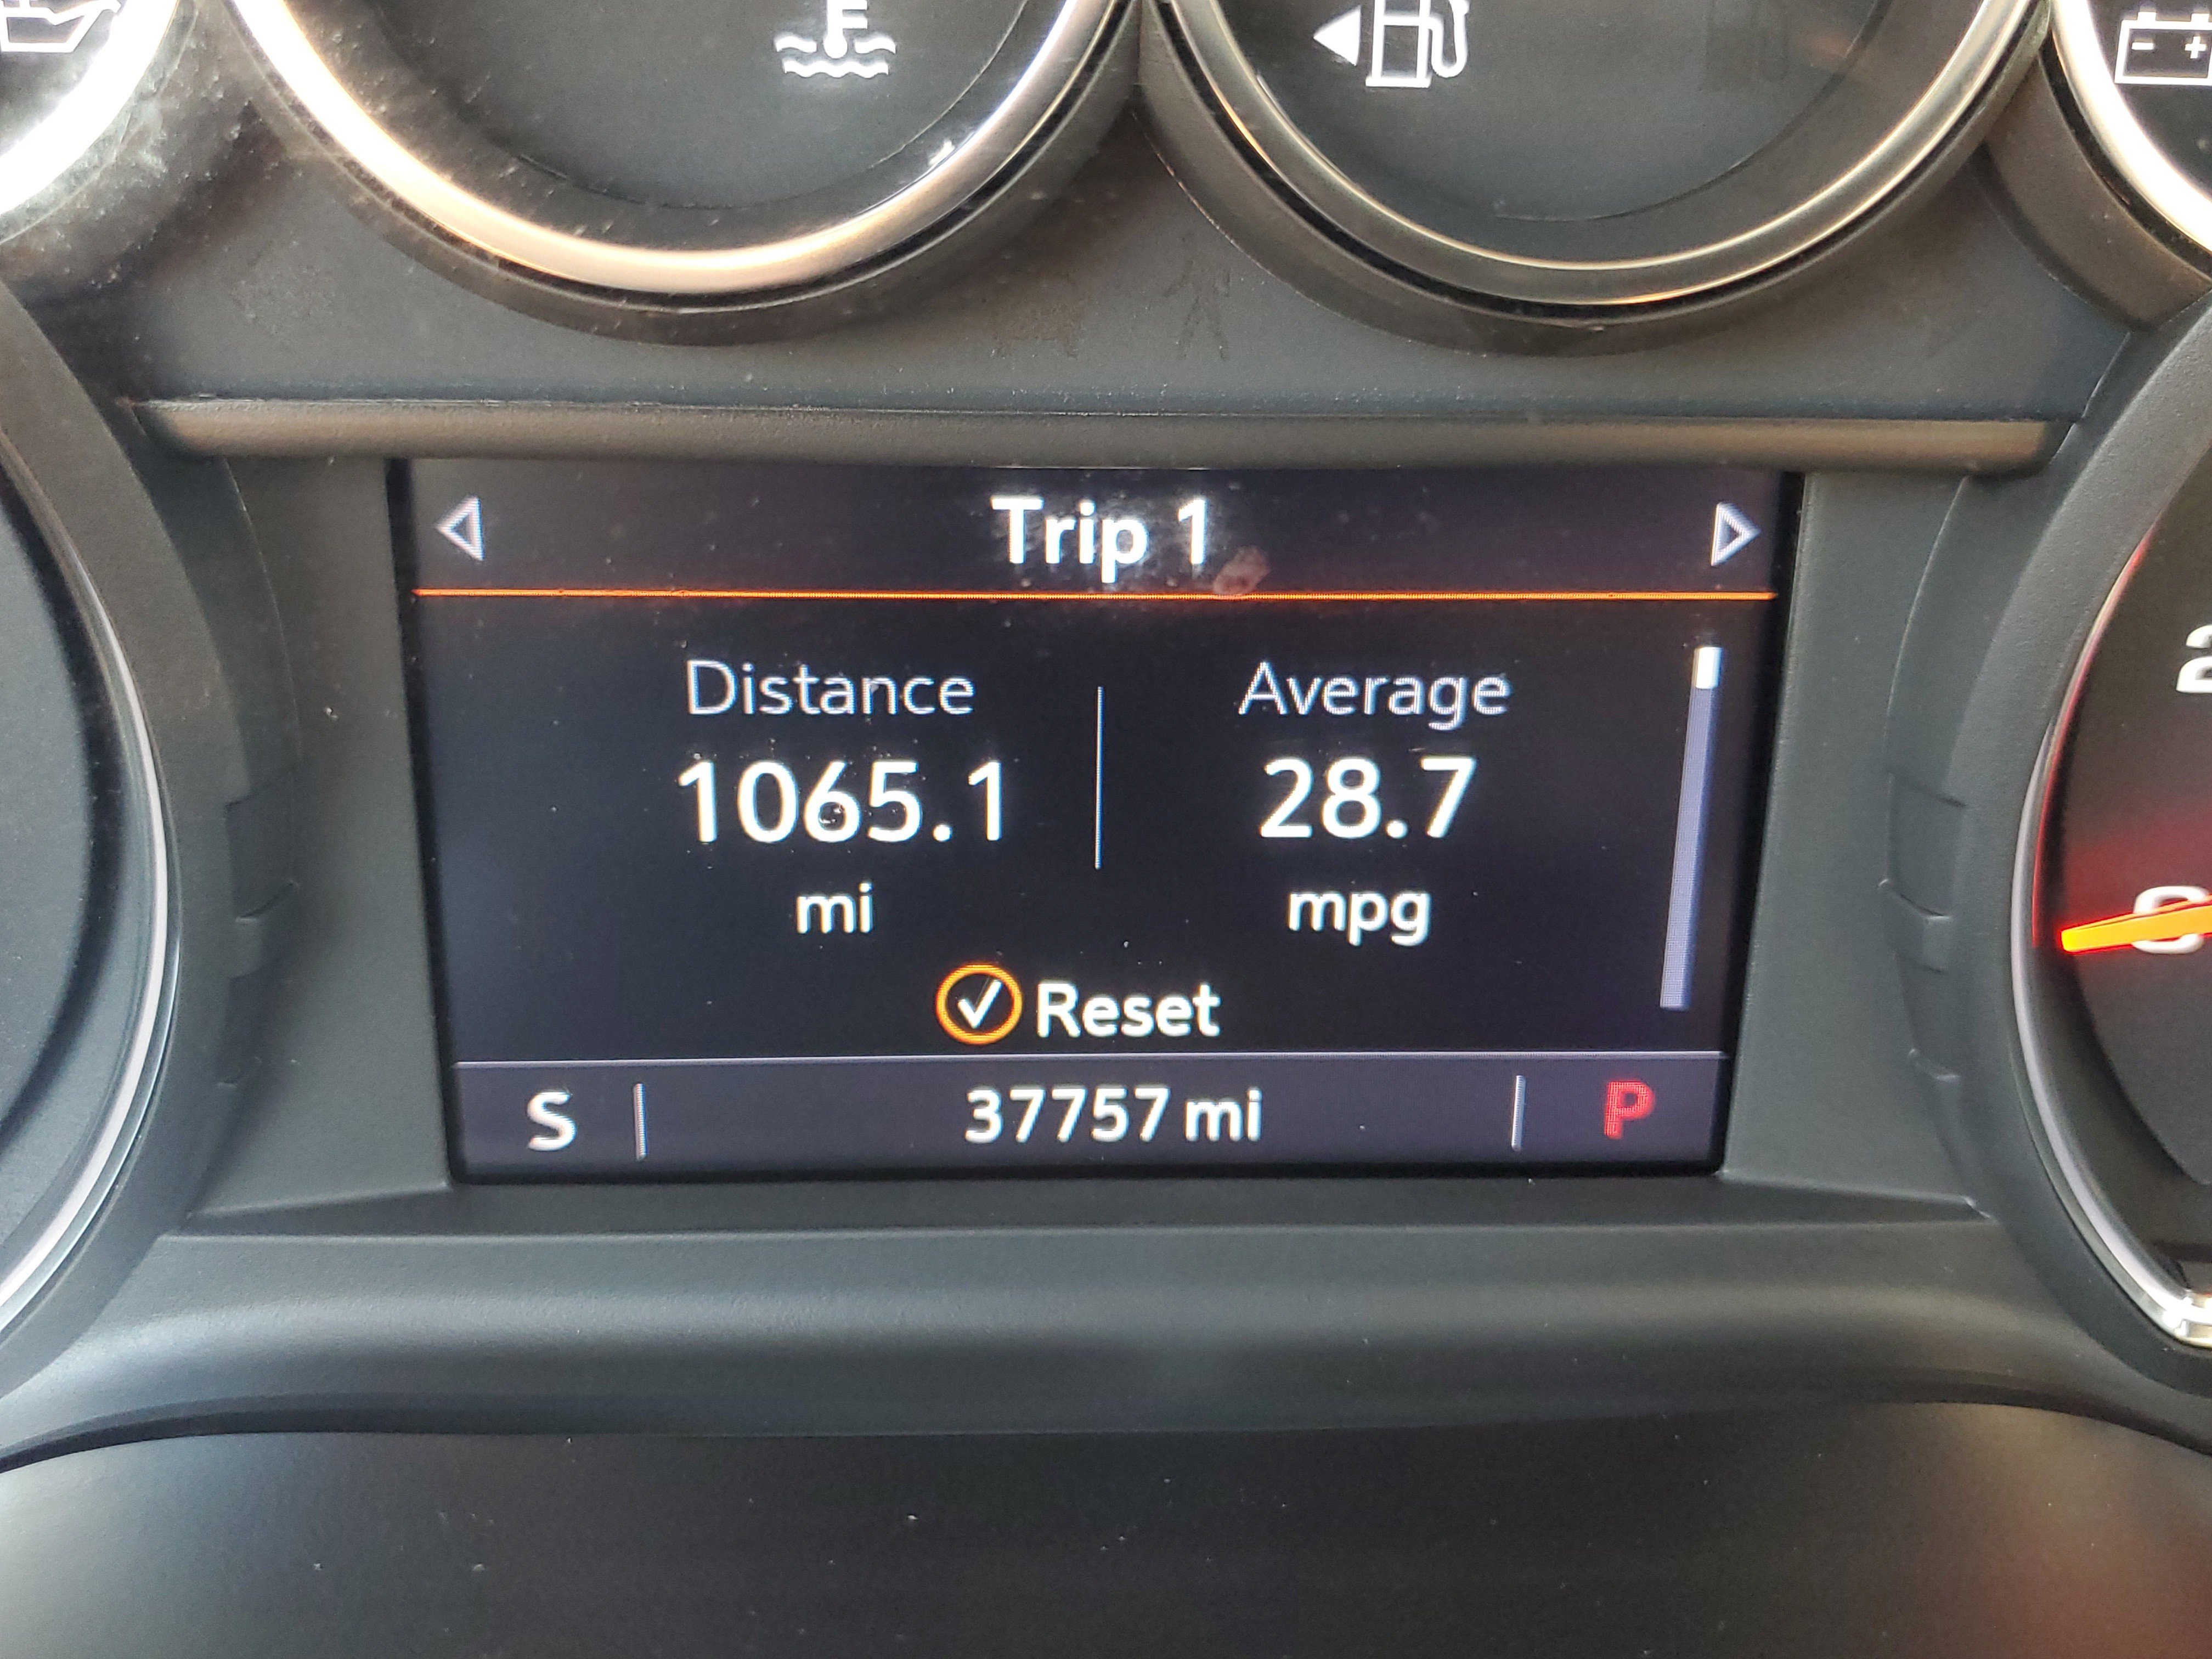 Trip 1
Distance
Average
1065.1
28.7
mi
mpg
Reset
S
37757 mi
P